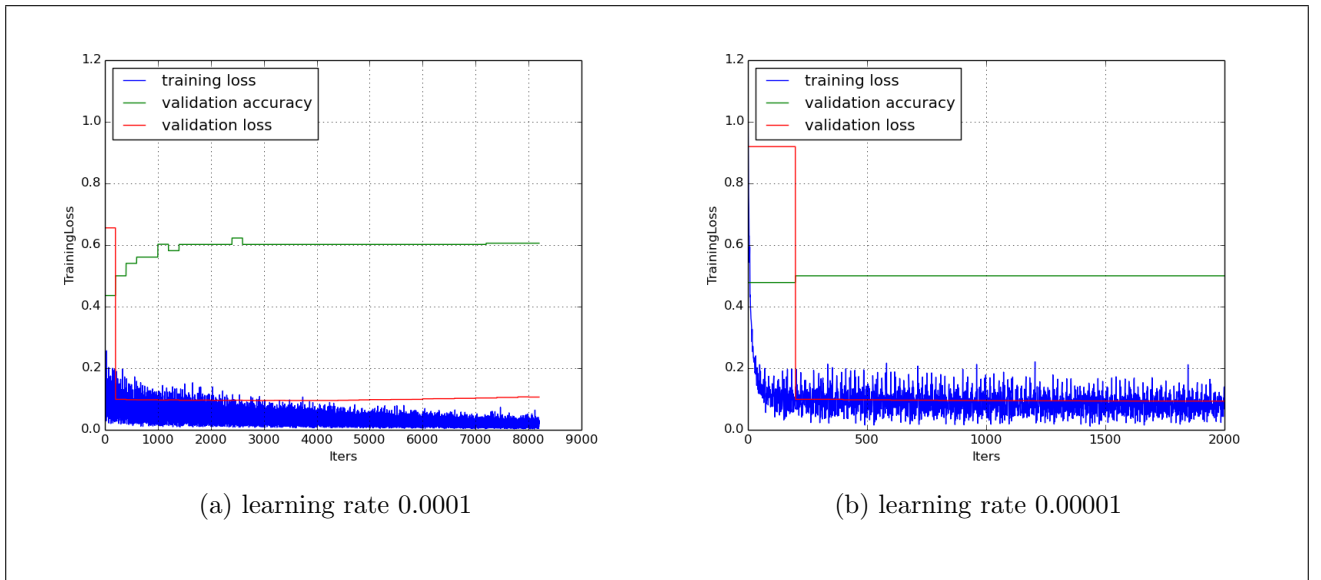 1.2
training loss
validation accuracy
validation loss
1.0
0.8
0.6
0.4
0.2
0.0
TrainingLoss
0 1000 2000 3000 4000 5000 6000 7000 8000 9000
Iters
(a) learning rate 0.0001
1.2
training loss
validation accuracy
validation loss
1.0
0.8
0.6
0.4
0.2
0.0
TrainingLoss
0 500 1000 1500 2000
Iters
(b) learning rate 0.00001